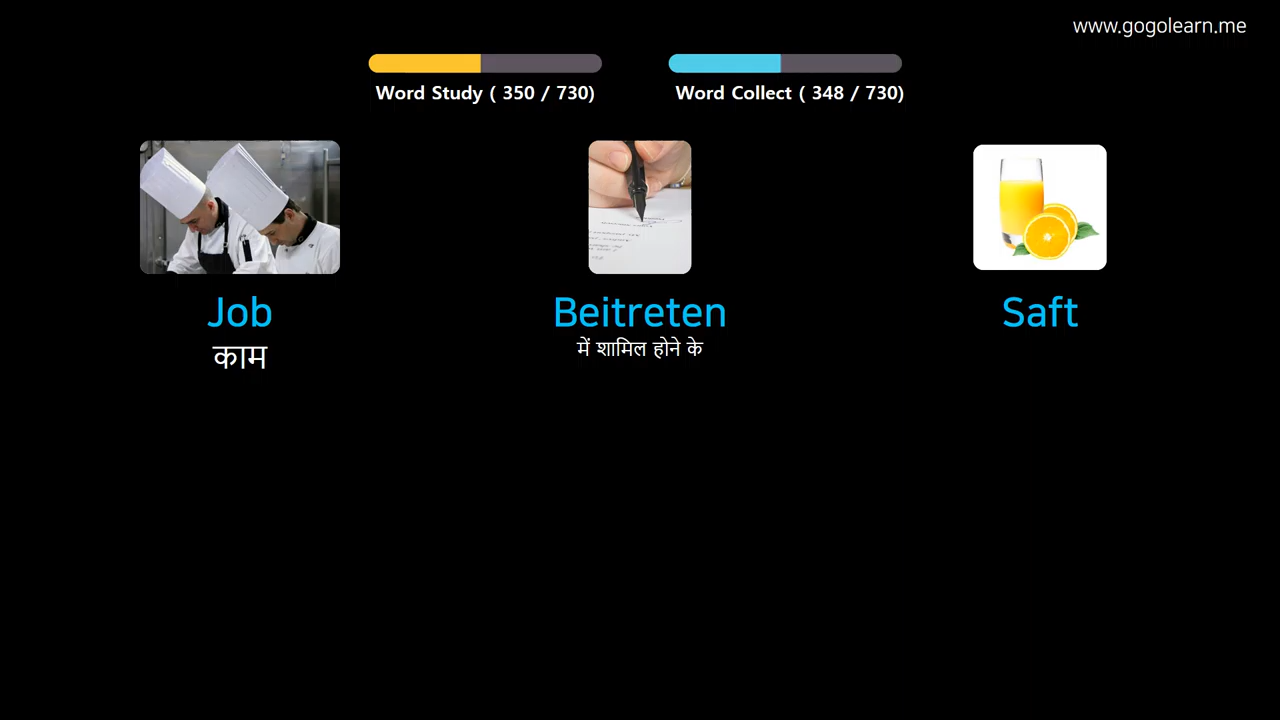 www.gogolearn.me
Word Study ( 350 / 730)
Word Collect ( 348 / 730)
Job
काम
Beitreten
में शामिल होने के
Saft